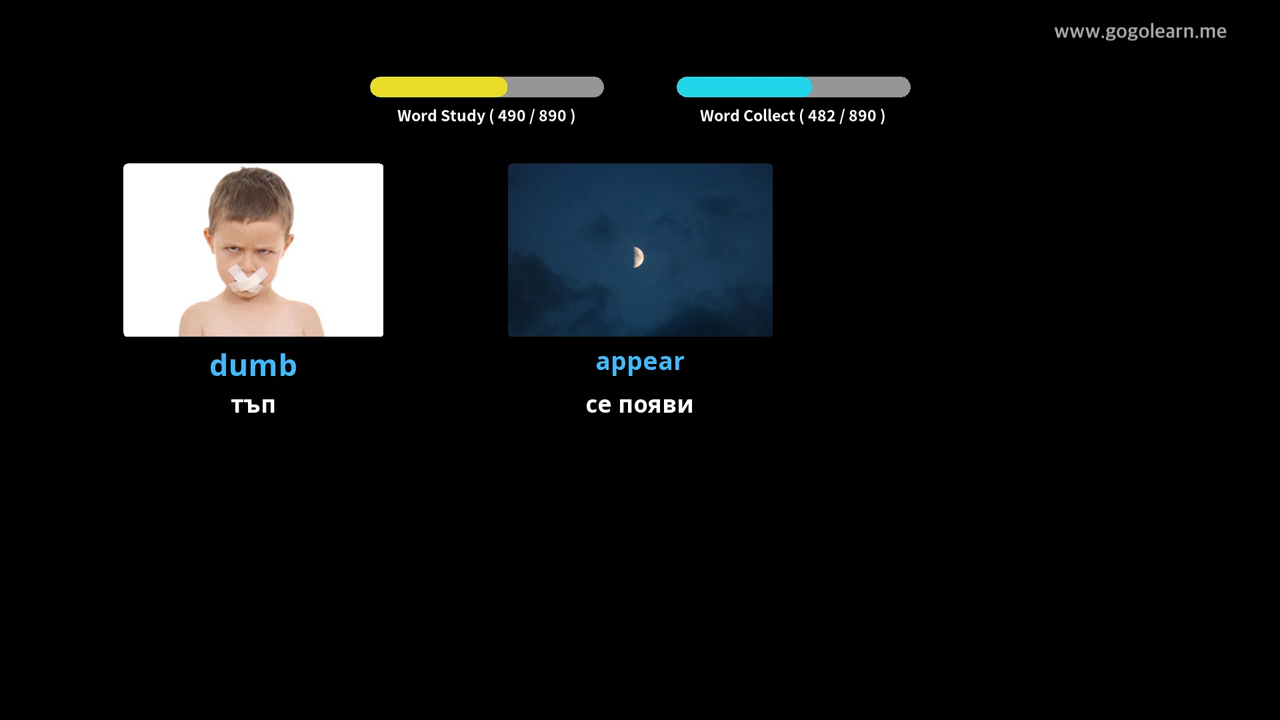 www.gogolearn.me
Word Study ( 490 / 890 )
Word Collect ( 482 / 890 )
dumb
тъп
appear
се появи